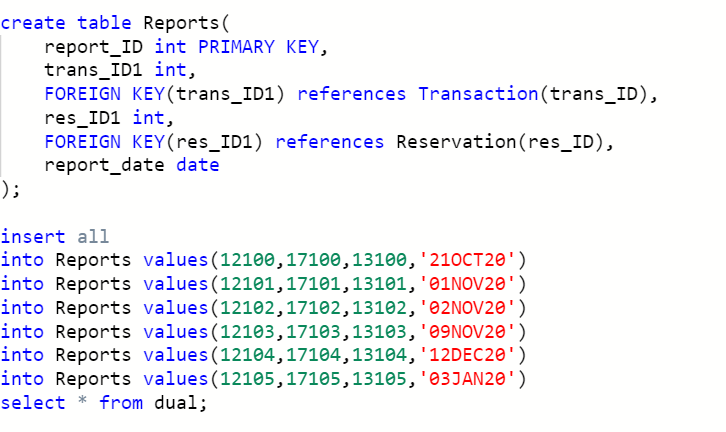 create table Reports(
    report_ID int PRIMARY KEY,
    trans_ID1 int,
    FOREIGN KEY(trans_ID1) references Transaction(trans_ID),
    res_ID1 int,
    FOREIGN KEY(res_ID1) references Reservation(res_ID),
    report_date date
);

insert all
into Reports values(12100,17100,13100,'21OCT20')
into Reports values(12101,17101,13101,'01NOV20')
into Reports values(12102,17102,13102,'02NOV20')
into Reports values(12103,17103,13103,'09NOV20')
into Reports values(12104,17104,13104,'12DEC20')
into Reports values(12105,17105,13105,'03JAN20')
select * from dual;